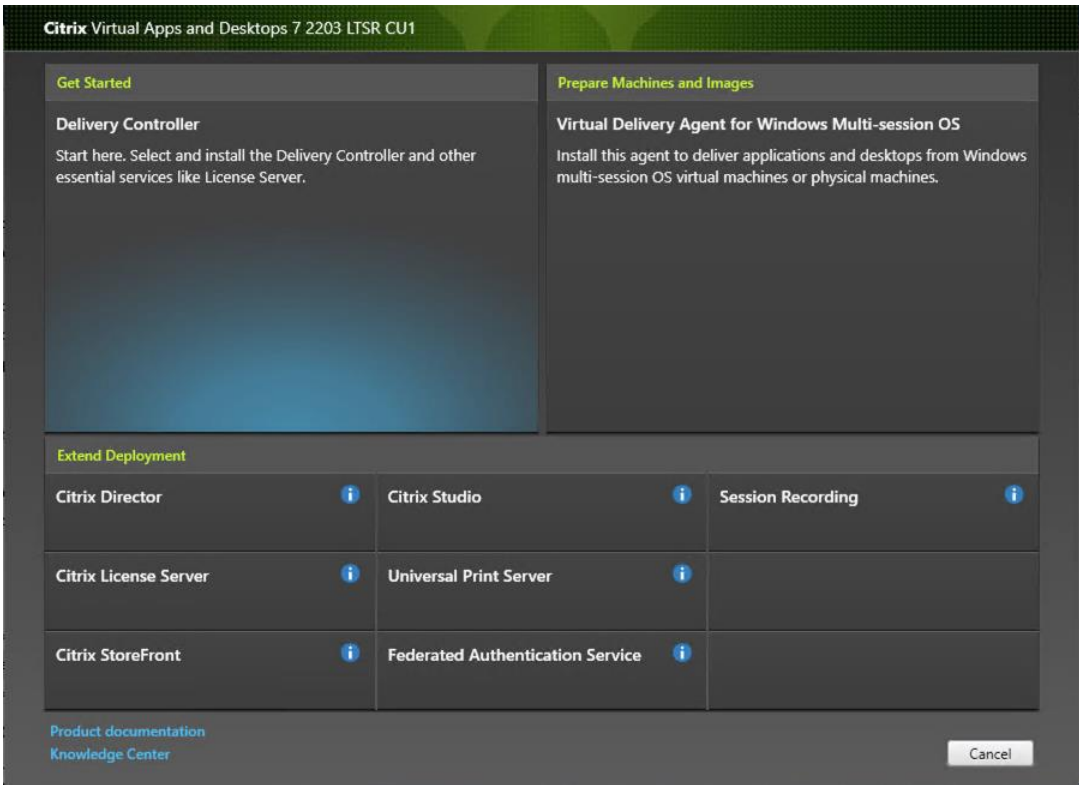 Citrix Virtual Apps and Desktops 7 2203 LTSR CU1
Get Started
Delivery Controller
Start here. Select and install the Delivery Controller and other
essential services like License Server.
Prepare Machines and Images
Virtual Delivery Agent for Windows Multi-session OS
Install this agent to deliver applications and desktops from Windows
multi-session OS virtual machines or physical machines.
Extend Deployment
Citrix Director
Citrix Studio
Session Recording
Citrix License Server
Universal Print Server
Citrix StoreFront
Federated Authentication Service
Product documentation
Knowledge Center
Cancel